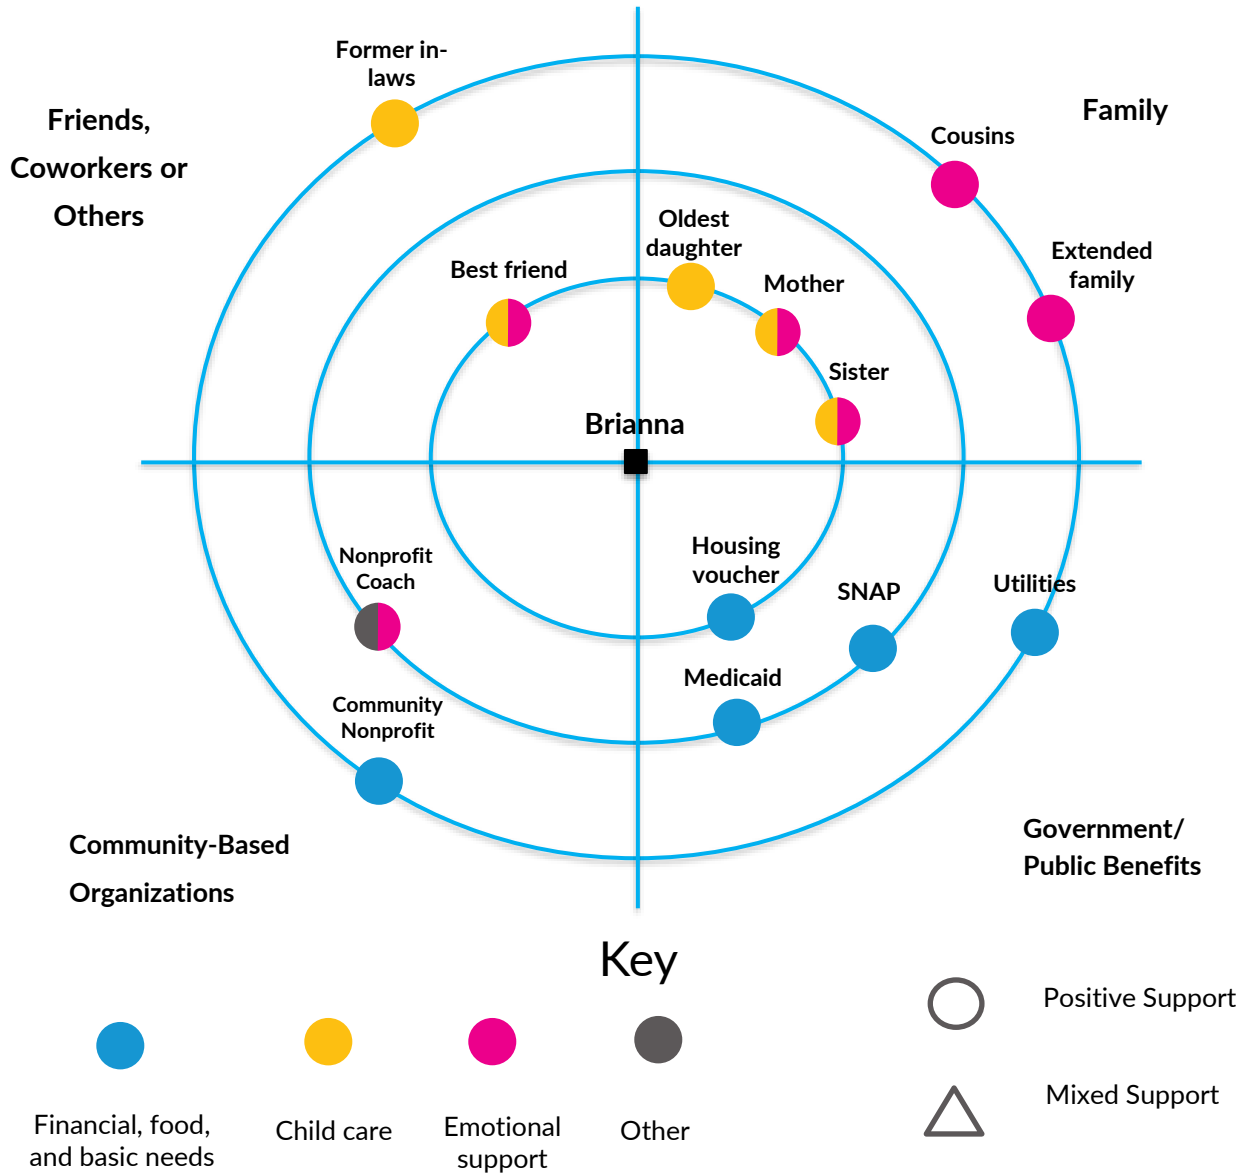 Former in-
laws
Friends,
Coworkers or
Others
Family
Cousins
Oldest
daughter
Extended
family
Best friend
Mother
Sister
Brianna
Housing
voucher
Nonprofit
Coach
SNAP
Utilities
Medicaid
Community
Nonprofit
Community-Based
Organizations
Government/
Public Benefits
Key
Positive Support
Mixed Support
Financial, food,
and basic needs
Child care
Emotional
support
Other